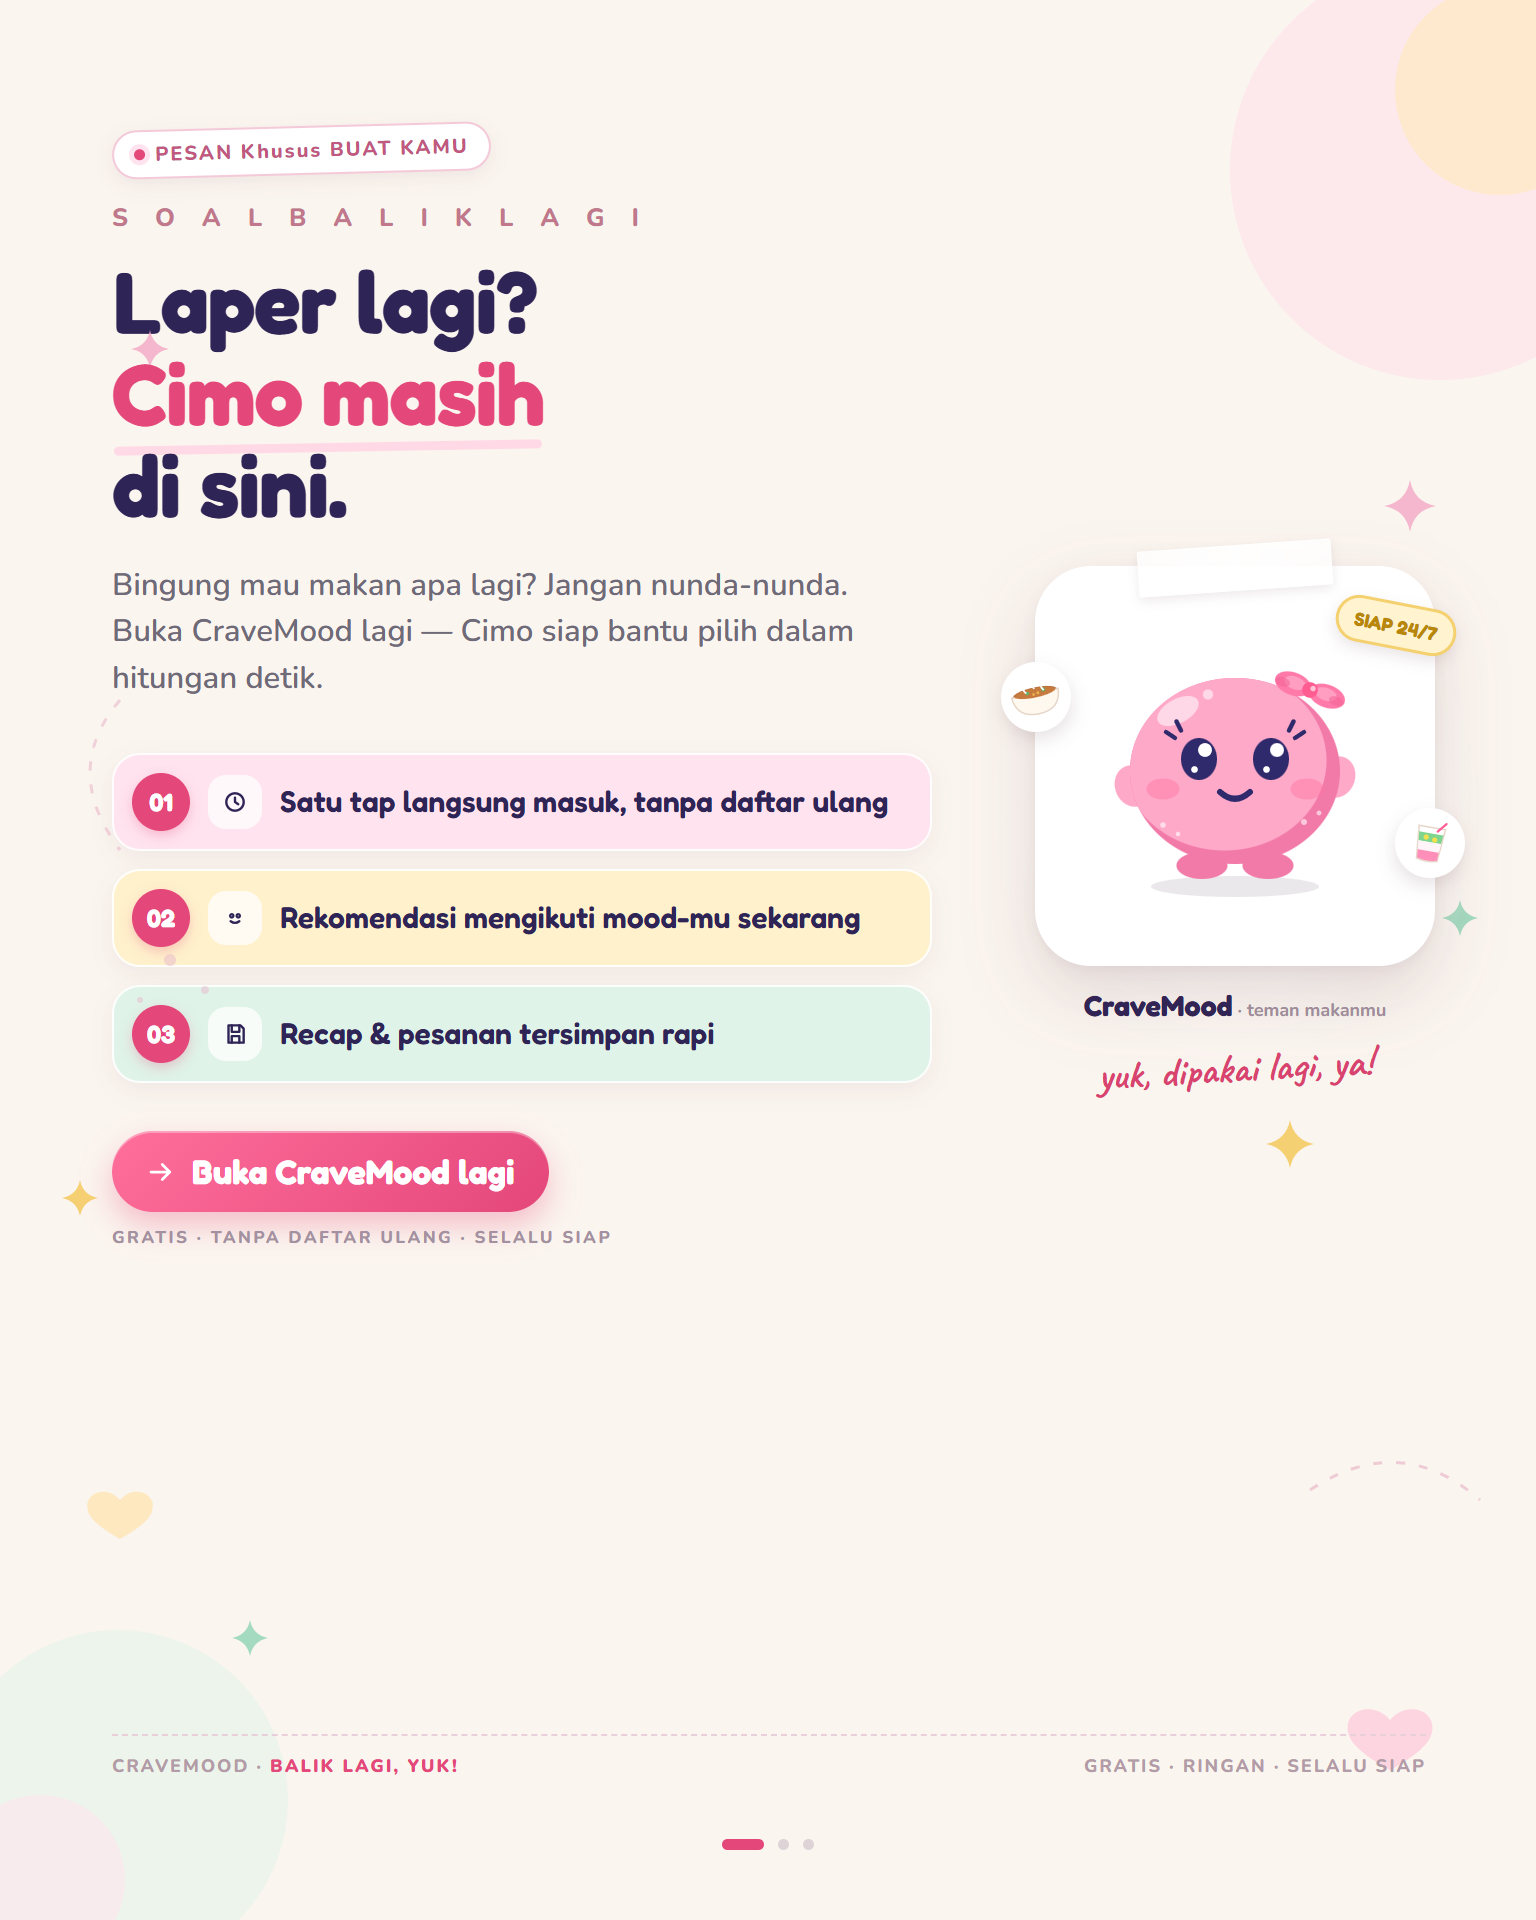 PESAN Khusus BUAT KAMU
SOALBALIKLAGI
Laper lagi?
Cimo masih
di sini.
Bingung mau makan apa lagi? Jangan nunda-nunda.
Buka CraveMood lagi — Cimo siap bantu pilih dalam
hitungan detik.
01 Satu tap langsung masuk, tanpa daftar ulang
02 Rekomendasi mengikuti mood-mu sekarang
03 Recap & pesanan tersimpan rapi
→ Buka CraveMood lagi
GRATIS · TANPA DAFTAR ULANG · SELALU SIAP
SIAP 24/7
CraveMood · teman makanmu
yuk, dipakai lagi, ya!
CRAVEMOOD · BALIK LAGI, YUK!
GRATIS · RINGAN · SELALU SIAP